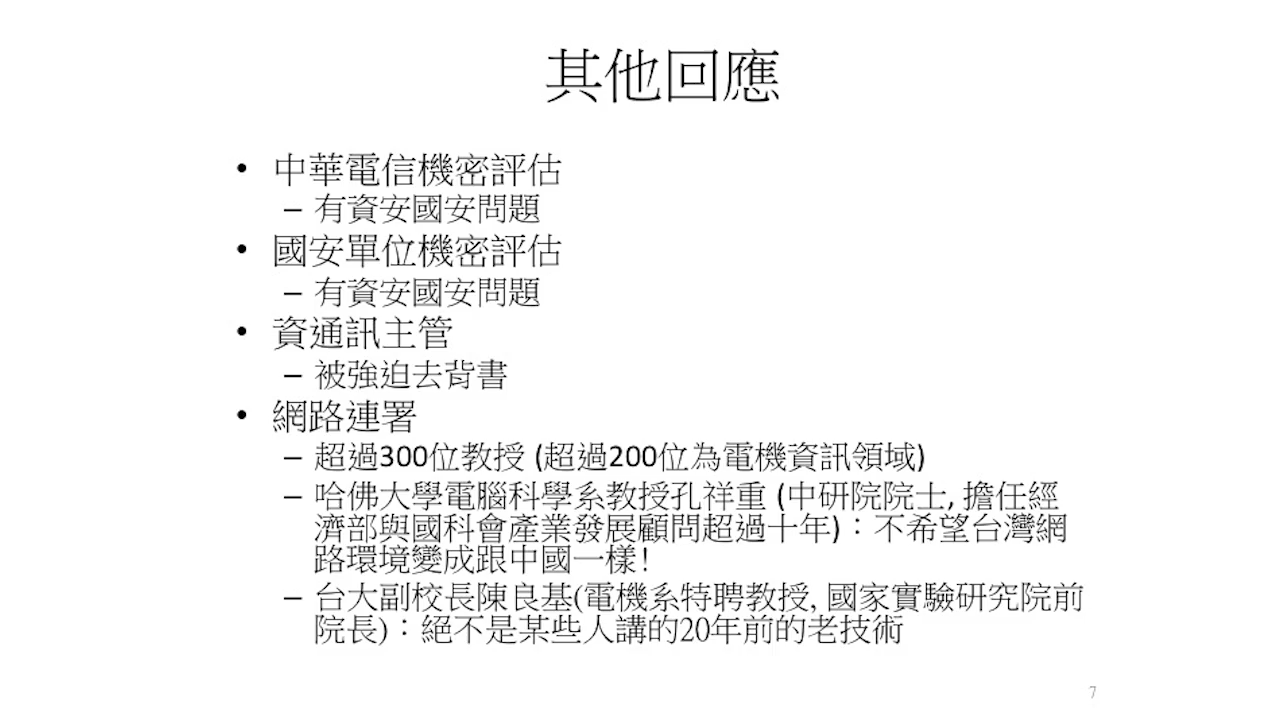 其他回應
• 中華電信機密評估
– 有資安國安問題
• 國安單位機密評估
– 有資安國安問題
• 資通訊主管
– 被強迫去背書
• 網路連署
– 超過300位教授 (超過200位為電機資訊領域)
– 哈佛大學電腦科學系教授孔祥重 (中研院院士, 擔任經
濟部與國科會產業發展顧問超過十年)：不希望台灣網
路環境變成跟中國一樣!
– 台大副校長陳良基(電機系特聘教授, 國家實驗研究院前
院長)：絕不是某些人講的20年前的老技術
7